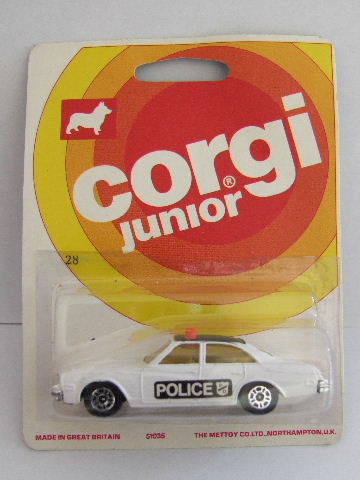 corgi®
junior
28
POLICE
MADE IN GREAT BRITAIN 51035 THE METTOY CO. LTD., NORTHAMPTON, U.K.